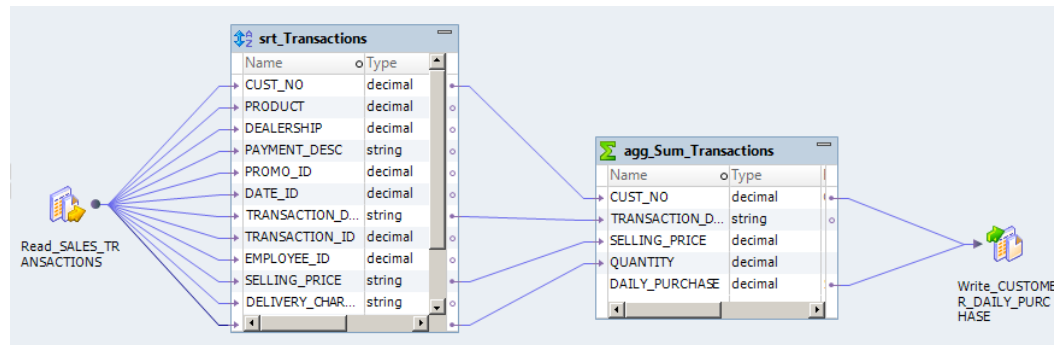 srt_Transactions
Name Type
CUST_NO decimal
PRODUCT decimal
DEALERSHIP decimal
PAYMENT_DESC string
PROMO_ID decimal
DATE_ID decimal
TRANSACTION_D... string
TRANSACTION_ID decimal
EMPLOYEE_ID decimal
SELLING_PRICE string
DELIVERY_CHAR... string
Read_SALES_TR
ANSACTIONS
agg_Sum_Transactions
Name Type
CUST_NO decimal
TRANSACTION_D... string
SELLING_PRICE decimal
QUANTITY decimal
DAILY_PURCHASE decimal
Write_CUSTOME
R_DAILY_PURC
HASE